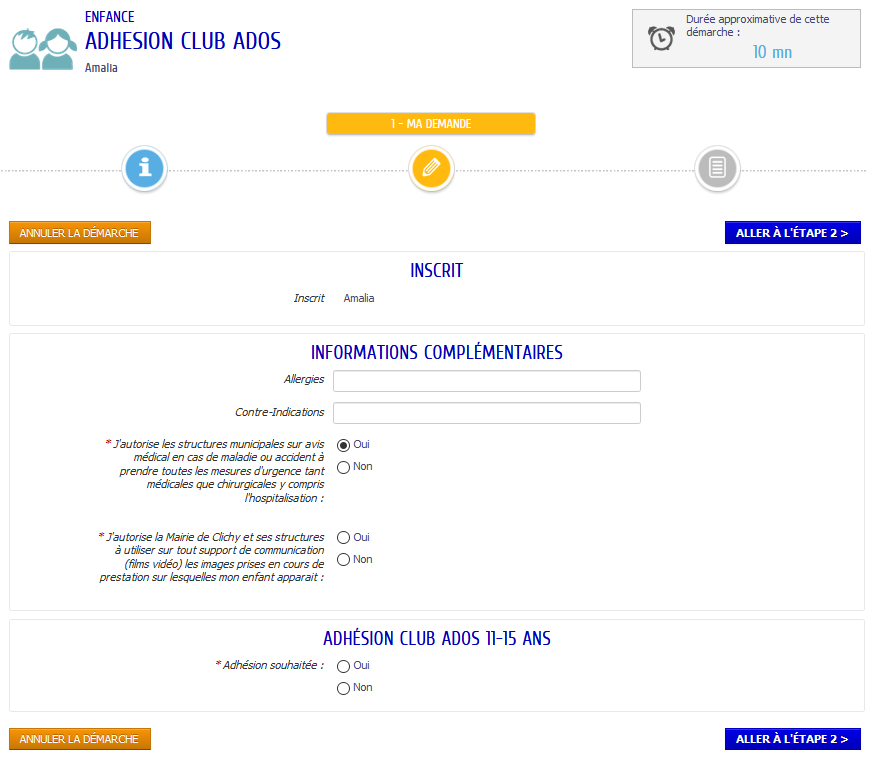 ENFANCE
ADHESION CLUB ADOS
Amalia
Durée approximative de cette
démarche :
10 mn
1 - MA DEMANDE
ANNULER LA DÉMARCHE
ALLER À L'ÉTAPE 2 >
INSCRIT
Inscrit Amalia
INFORMATIONS COMPLÉMENTAIRES
Allergies
Contre-Indications
* J'autorise les structures municipales sur avis
médical en cas de maladie ou accident à
prendre toutes les mesures d'urgence tant
médicales que chirurgicales y compris
l'hospitalisation :
Oui
Non
* J'autorise la Mairie de Clichy et ses structures
à utiliser sur tout support de communication
(films vidéo) les images prises en cours de
prestation sur lesquelles mon enfant apparait :
Oui
Non
ADHÉSION CLUB ADOS 11-15 ANS
* Adhésion souhaitée :
Oui
Non
ANNULER LA DÉMARCHE
ALLER À L'ÉTAPE 2 >